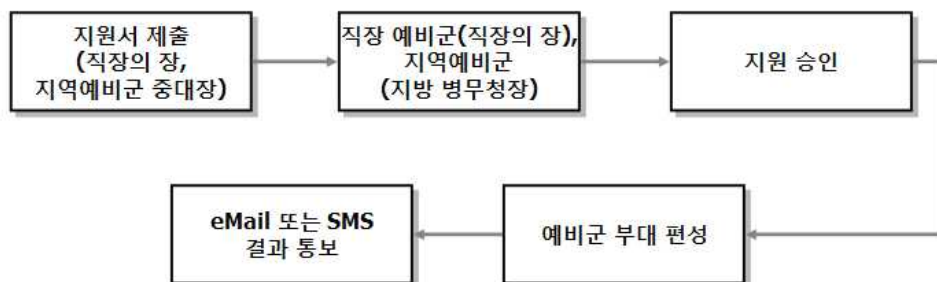 지원서 제출
(직장의 장,
지역예비군 중대장)
직장 예비군(직장의 장),
지역예비군
(지방 병무청장)
지원 승인
예비군 부대 편성
eMail 또는 SMS
결과 통보